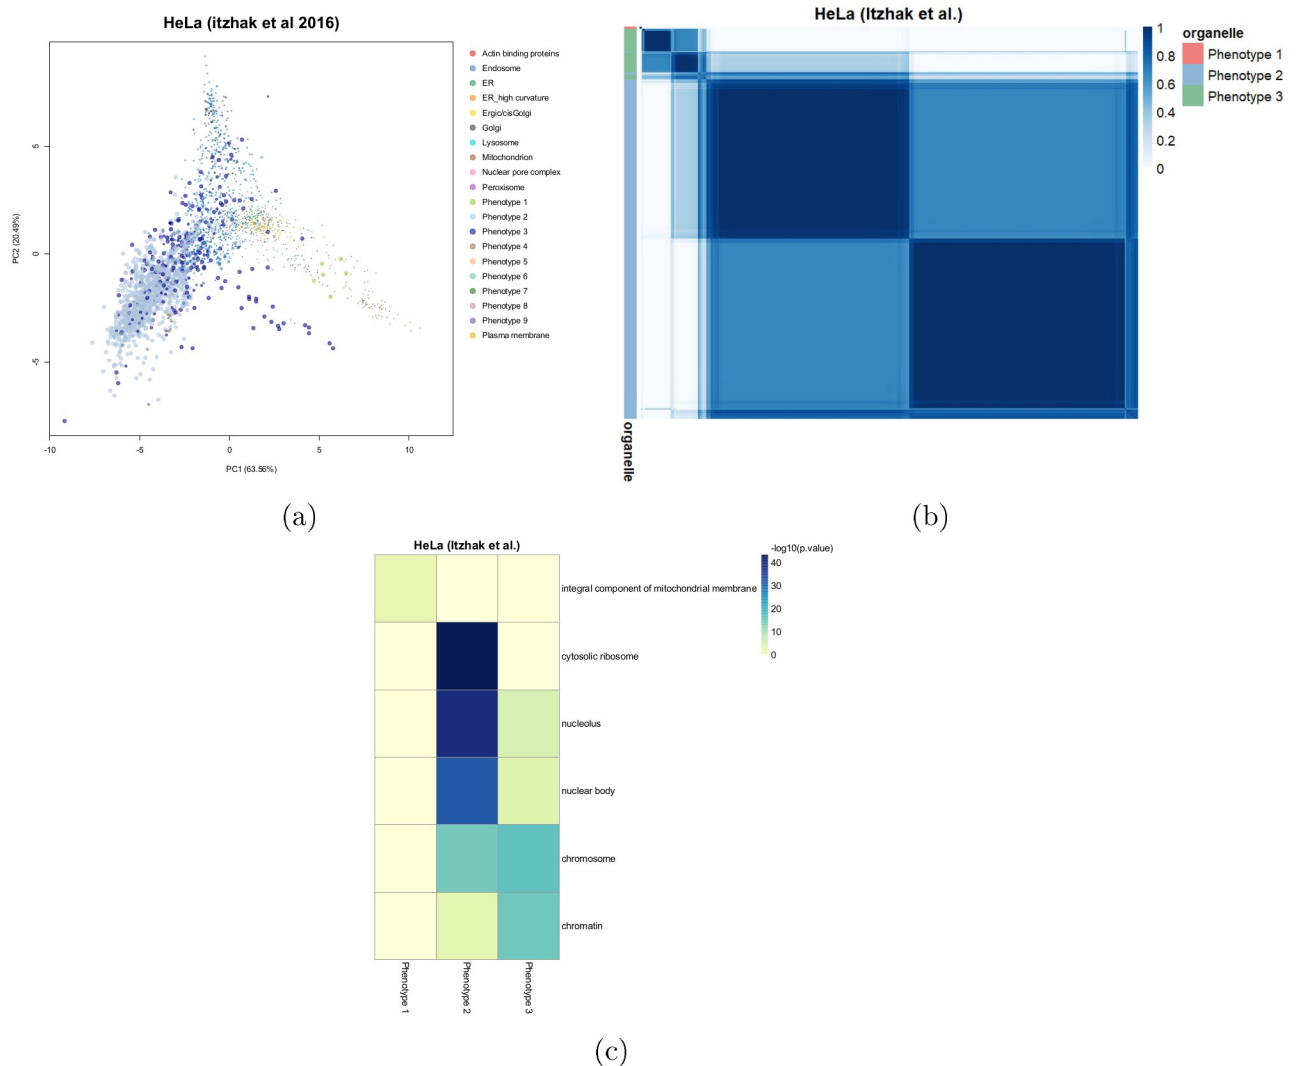 HeLa (itzhak et al 2016)
5
0
-5
PC2 (20.49%)
-10
-5
0
5
10
PC1 (63.56%)
Actin binding proteins
Endosome
ER
ER_high curvature
Ergic/cisGolgi
Golgi
Lysosome
Mitochondrion
Nuclear pore complex
Peroxisome
Phenotype 1
Phenotype 2
Phenotype 3
Phenotype 4
Phenotype 5
Phenotype 6
Phenotype 7
Phenotype 8
Phenotype 9
Plasma membrane
(a)
HeLa (Itzhak et al.)
1
0.8
0.6
0.4
0.2
0
organelle
Phenotype 1
Phenotype 2
Phenotype 3
organelle
(b)
HeLa (Itzhak et al.)
integral component of mitochondrial membrane
cytosolic ribosome
nucleolus
nuclear body
chromosome
chromatin
Phenotype 1
Phenotype 2
Phenotype 3
-log10(p.value)
40
30
20
10
0
(c)